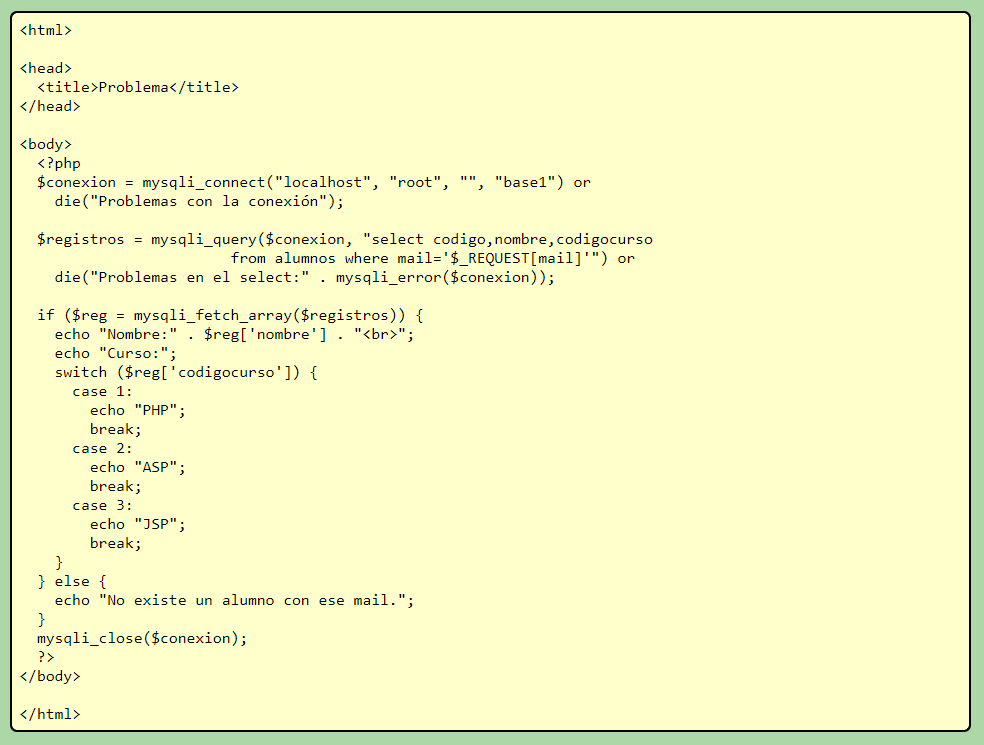 <html>

<head>
  <title>Problema</title>
</head>

<body>
  <?php
  $conexion = mysqli_connect("localhost", "root", "", "base1") or
    die("Problemas con la conexión");

  $registros = mysqli_query($conexion, "select codigo,nombre,codigocurso
                        from alumnos where mail='$_REQUEST[mail]'") or
    die("Problemas en el select:" . mysqli_error($conexion));

  if ($reg = mysqli_fetch_array($registros)) {
    echo "Nombre:" . $reg['nombre'] . "<br>";
    echo "Curso:";
    switch ($reg['codigocurso']) {
      case 1:
        echo "PHP";
        break;
      case 2:
        echo "ASP";
        break;
      case 3:
        echo "JSP";
        break;
    }
  } else {
    echo "No existe un alumno con ese mail.";
  }
  mysqli_close($conexion);
  ?>
</body>

</html>